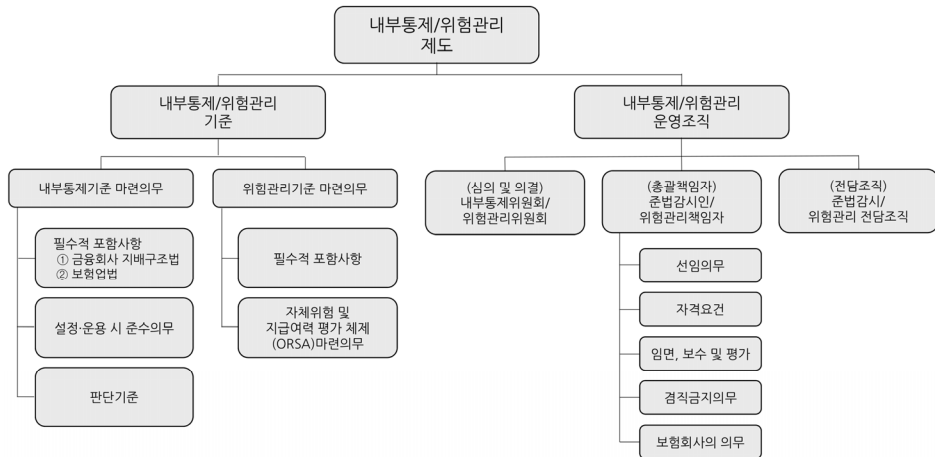 내부통제/위험관리
제도
내부통제/위험관리
기준
내부통제/위험관리
운영조직
내부통제기준 마련의무
위험관리기준 마련의무
(심의 및 의결)
내부통제위원회/
위험관리위원회
(총괄책임자)
준법감시인/
위험관리책임자
(전담조직)
준법감시/
위험관리 전담조직
필수적 포함사항
① 금융회사 지배구조법
② 보험업법
설정·운용 시 준수의무
판단기준
필수적 포함사항
자체위험 및
지급여력 평가 체제
(ORSA)마련의무
선임의무
자격요건
임면, 보수 및 평가
겸직금지의무
보험회사의 의무